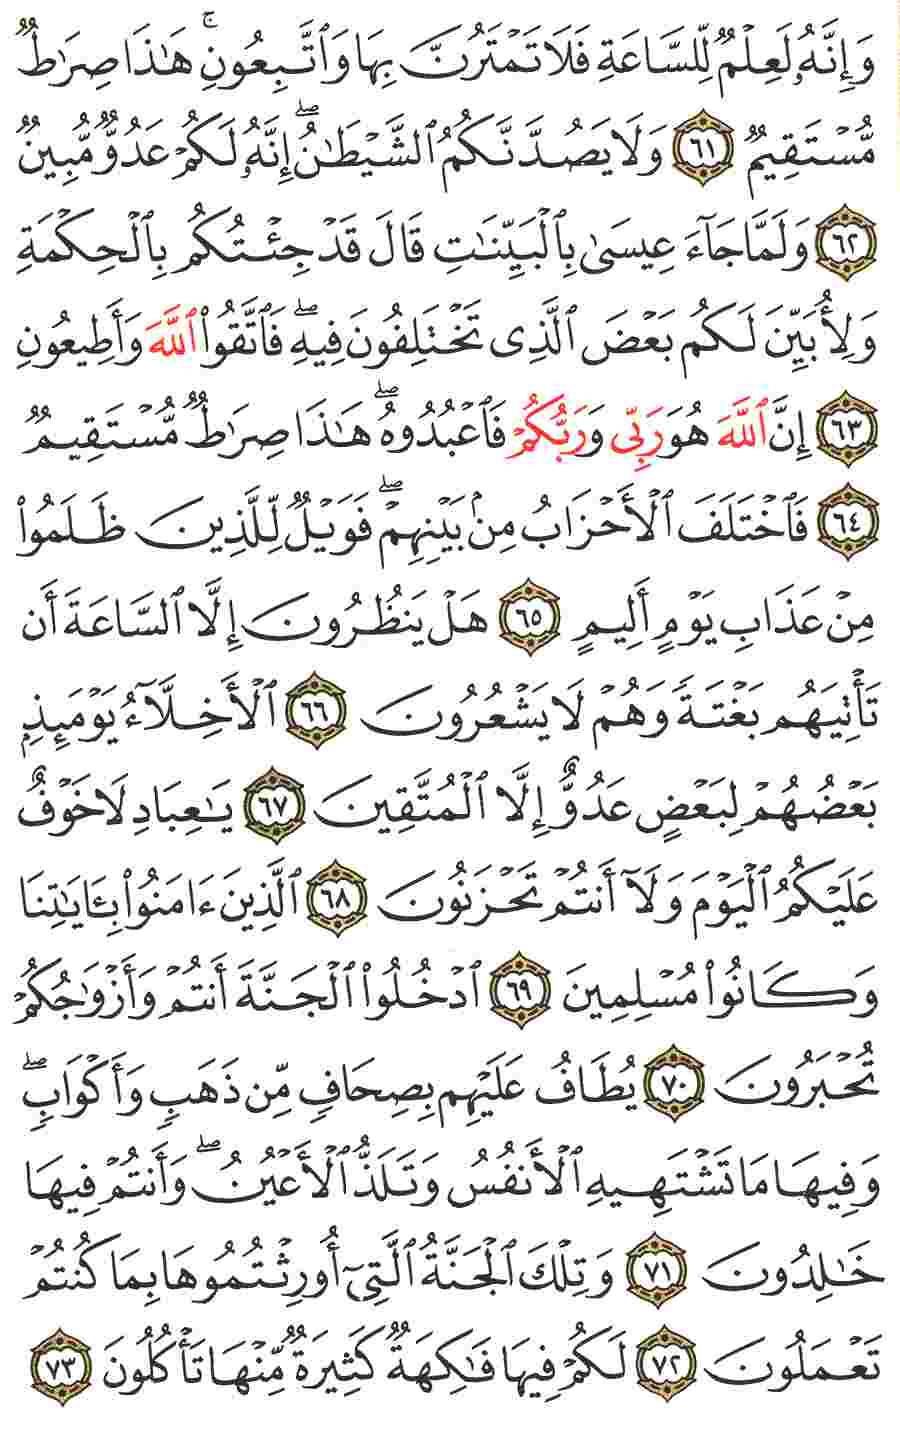 وَإِنَّهُۥ لَعِلْمٌ لِّلسَّاعَةِ فَلَا تَمْتَرُنَّ بِهَا وَٱتَّبِعُونِ ۚ هَٰذَا صِرَٰطٌ
مُّسْتَقِيمٌ ٦١ وَلَا يَصُدَّنَّكُمُ ٱلشَّيْطَٰنُ ۖ إِنَّهُۥ لَكُمْ عَدُوٌّ مُّبِينٌ
٦٢ وَلَمَّا جَآءَ عِيسَىٰ بِٱلْبَيِّنَٰتِ قَالَ قَدْ جِئْتُكُم بِٱلْحِكْمَةِ
وَلِأُبَيِّنَ لَكُم بَعْضَ ٱلَّذِى تَخْتَلِفُونَ فِيهِ ۖ فَٱتَّقُوا۟ ٱللَّهَ وَأَطِيعُونِ
٦٣ إِنَّ ٱللَّهَ هُوَ رَبِّى وَرَبُّكُمْ فَٱعْبُدُوهُ ۖ هَٰذَا صِرَٰطٌ مُّسْتَقِيمٌ
٦٤ فَٱخْتَلَفَ ٱلْأَحْزَابُ مِنۢ بَيْنِهِمْ ۖ فَوَيْلٌ لِّلَّذِينَ ظَلَمُوا۟
مِنْ عَذَابِ يَوْمٍ أَلِيمٍ ٦٥ هَلْ يَنظُرُونَ إِلَّا ٱلسَّاعَةَ أَن
تَأْتِيَهُم بَغْتَةً وَهُمْ لَا يَشْعُرُونَ ٦٦ ٱلْأَخِلَّآءُ يَوْمَئِذٍۭ
بَعْضُهُمْ لِبَعْضٍ عَدُوٌّ إِلَّا ٱلْمُتَّقِينَ ٦٧ يَٰعِبَادِ لَا خَوْفٌ
عَلَيْكُمُ ٱلْيَوْمَ وَلَآ أَنتُمْ تَحْزَنُونَ ٦٨ ٱلَّذِينَ ءَامَنُوا۟ بِـَٔايَٰتِنَا
وَكَانُوا۟ مُسْلِمِينَ ٦٩ ٱدْخُلُوا۟ ٱلْجَنَّةَ أَنتُمْ وَأَزْوَٰجُكُمْ
تُحْبَرُونَ ٧٠ يُطَافُ عَلَيْهِم بِصِحَافٍ مِّن ذَهَبٍ وَأَكْوَابٍ ۖ
وَفِيهَا مَا تَشْتَهِيهِ ٱلْأَنفُسُ وَتَلَذُّ ٱلْأَعْيُنُ ۖ وَأَنتُمْ فِيهَا
خَٰلِدُونَ ٧١ وَتِلْكَ ٱلْجَنَّةُ ٱلَّتِىٓ أُورِثْتُمُوهَا بِمَا كُنتُمْ
تَعْمَلُونَ ٧٢ لَكُمْ فِيهَا فَٰكِهَةٌ كَثِيرَةٌ مِّنْهَا تَأْكُلُونَ ٧٣